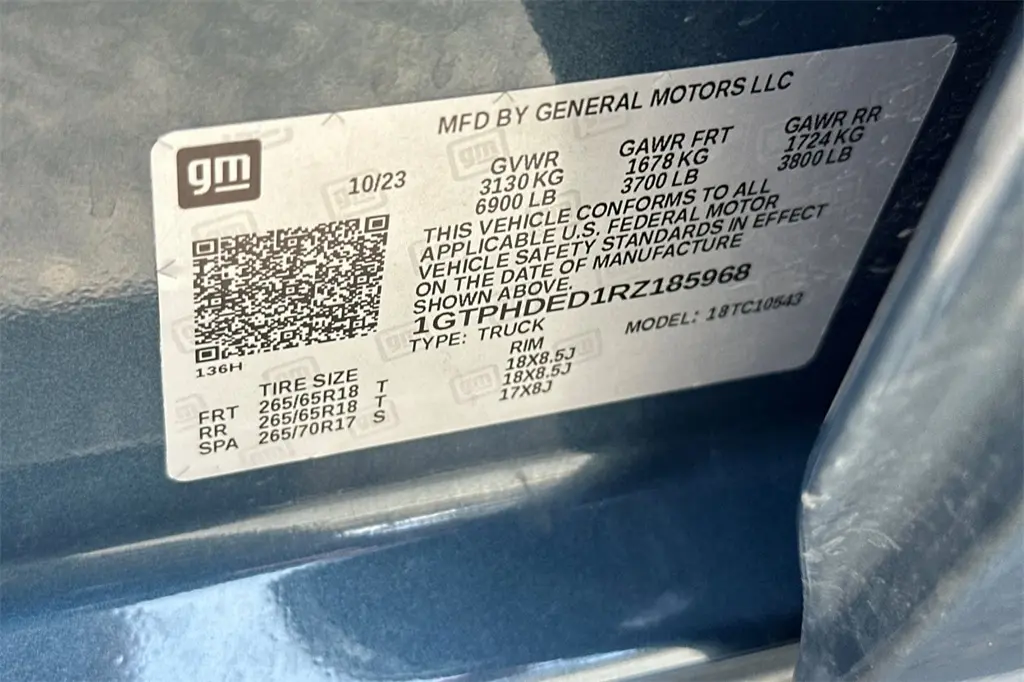 MFD BY GENERAL MOTORS LLC
gm
10/23
GVWR
3130 KG
6900 LB
GAWR FRT
1678 KG
3700 LB
GAWR RR
1724 KG
3800 LB
THIS VEHICLE CONFORMS TO ALL
APPLICABLE U.S. FEDERAL MOTOR
VEHICLE SAFETY STANDARDS IN EFFECT
ON THE DATE OF MANUFACTURE
SHOWN ABOVE.
1GTPHDED1RZ185968
TYPE: TRUCK
MODEL: 18TC10543
136H
TIRE SIZE RIM
FRT 265/65R18 T 18X8.5J
RR 265/65R18 T 18X8.5J
SPA 265/70R17 S 17X8J